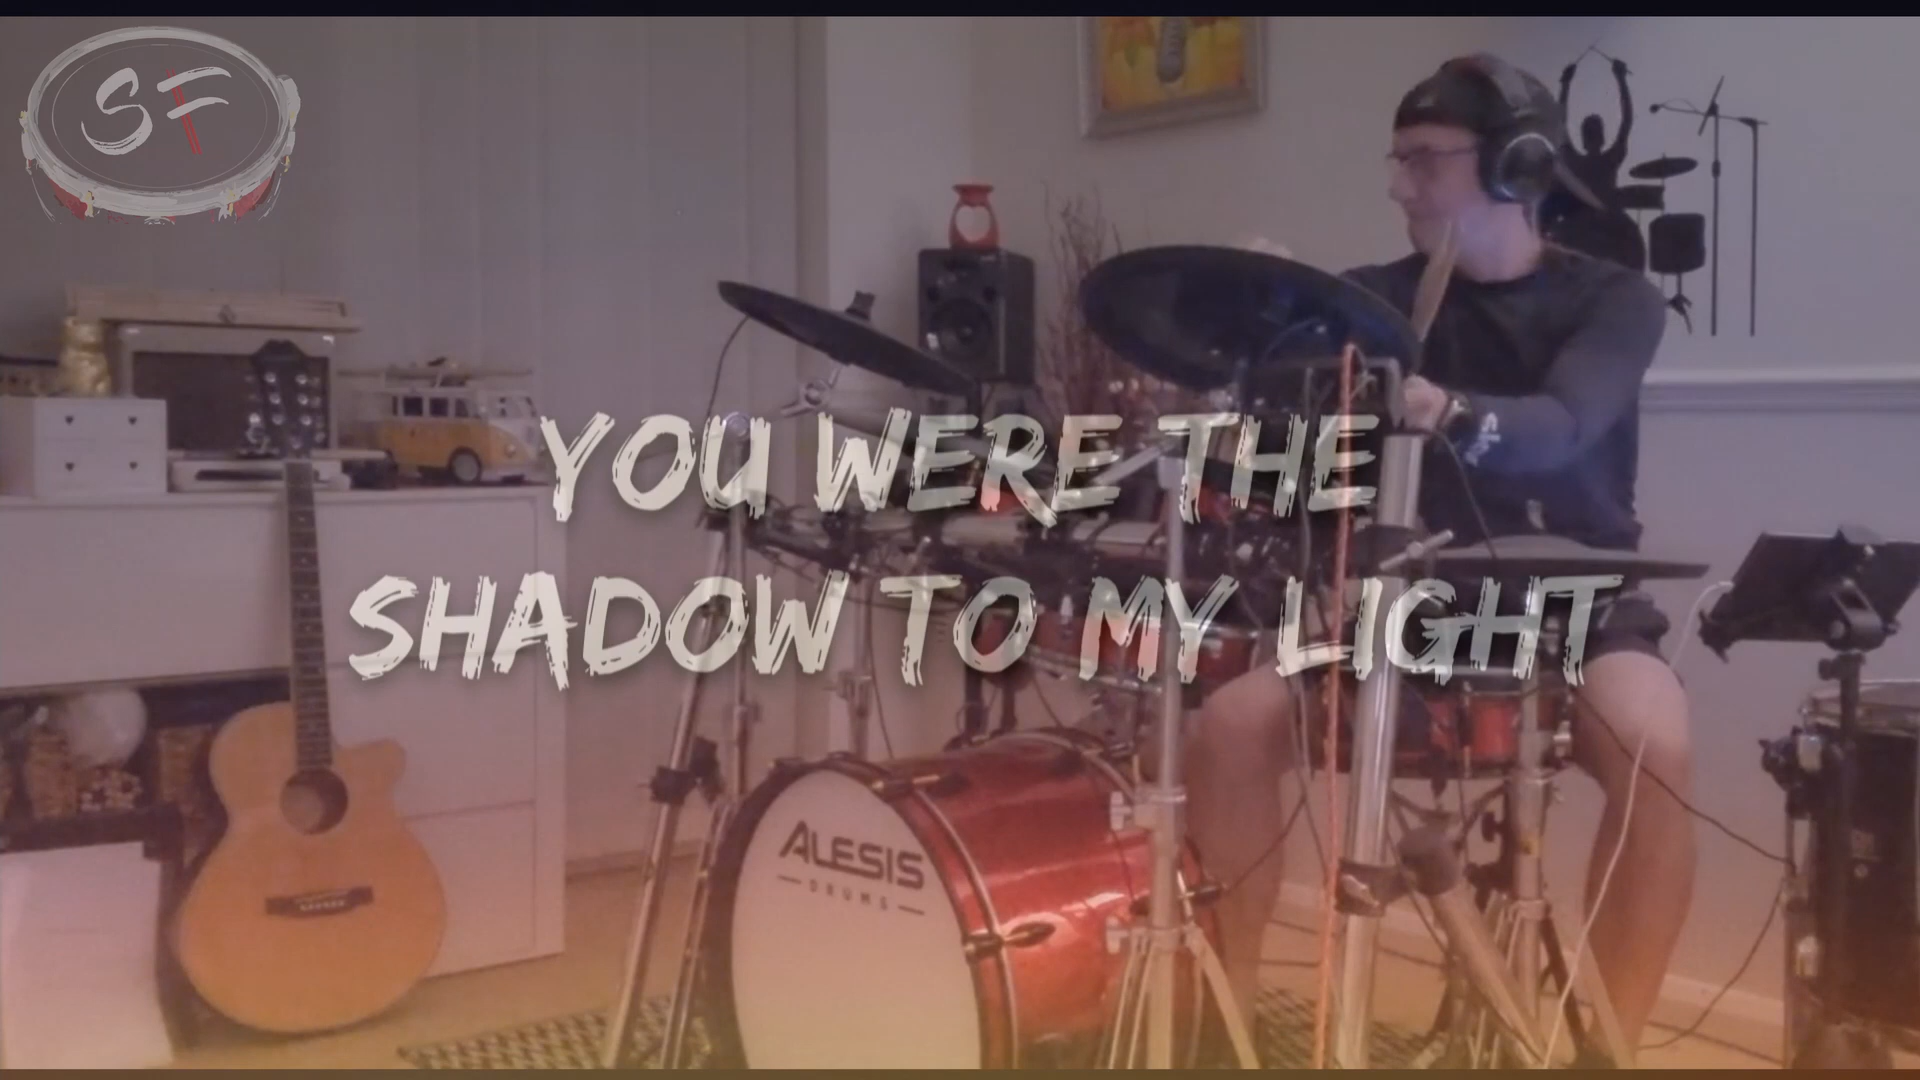 SF
YOU WERE THE
SHADOW TO MY LIGHT
ALESIS
DRUMS